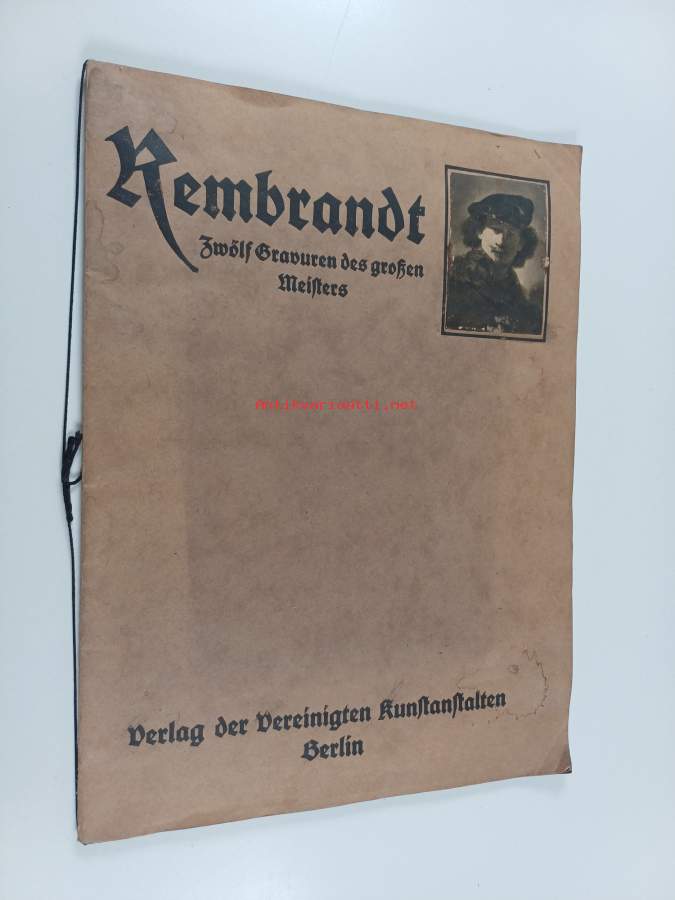 Rembrandt
Zwölf Gravuren des großen
Meisters
Antikvariaatti.net
Verlag der Vereinigten Kunstanstalten
Berlin